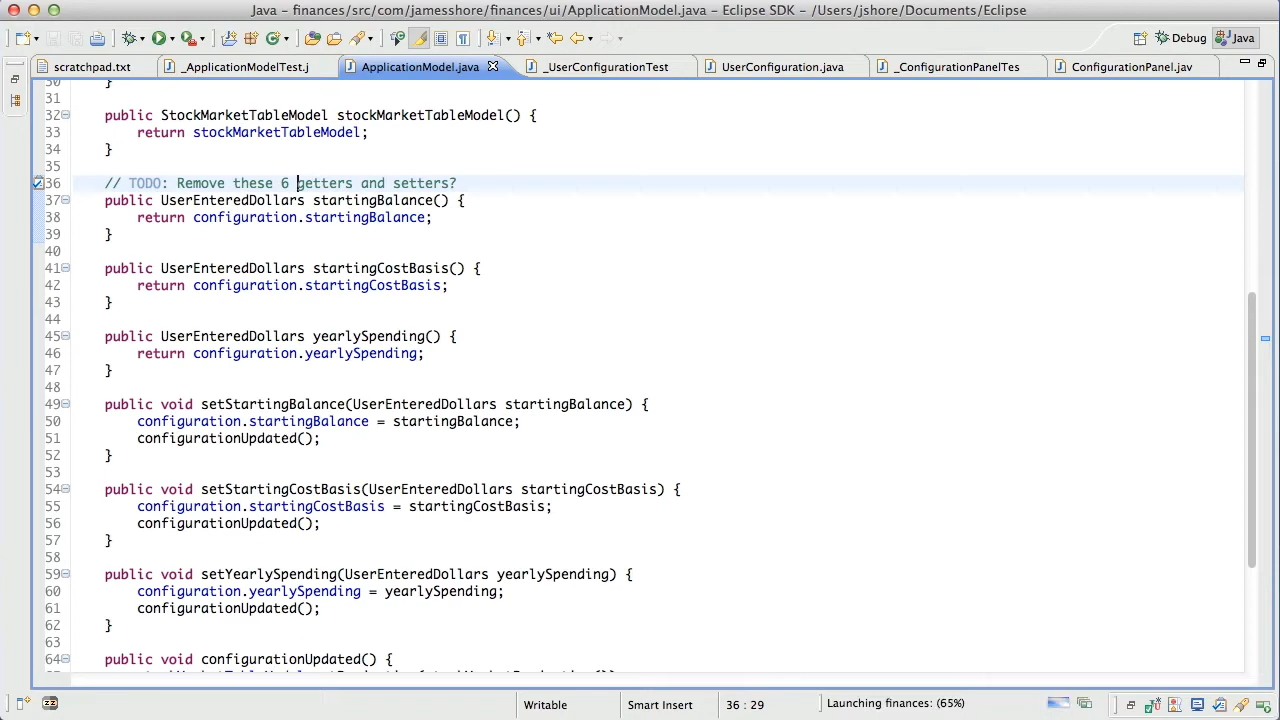 Java – finances/src/com/jamesshore/finances/ui/ApplicationModel.java – Eclipse SDK – /Users/jshore/Documents/Eclipse
Debug Java
scratchpad.txt _ApplicationModelTest.j ApplicationModel.java _UserConfigurationTest UserConfiguration.java _ConfigurationPanelTes ConfigurationPanel.jav
30 }
31
32 public StockMarketTableModel stockMarketTableModel() {
33 return stockMarketTableModel;
34 }
35
36 // TODO: Remove these 6 getters and setters?
37 public UserEnteredDollars startingBalance() {
38 return configuration.startingBalance;
39 }
40
41 public UserEnteredDollars startingCostBasis() {
42 return configuration.startingCostBasis;
43 }
44
45 public UserEnteredDollars yearlySpending() {
46 return configuration.yearlySpending;
47 }
48
49 public void setStartingBalance(UserEnteredDollars startingBalance) {
50 configuration.startingBalance = startingBalance;
51 configurationUpdated();
52 }
53
54 public void setStartingCostBasis(UserEnteredDollars startingCostBasis) {
55 configuration.startingCostBasis = startingCostBasis;
56 configurationUpdated();
57 }
58
59 public void setYearlySpending(UserEnteredDollars yearlySpending) {
60 configuration.yearlySpending = yearlySpending;
61 configurationUpdated();
62 }
63
64 public void configurationUpdated() {
Writable Smart Insert 36 : 29 Launching finances: (65%)